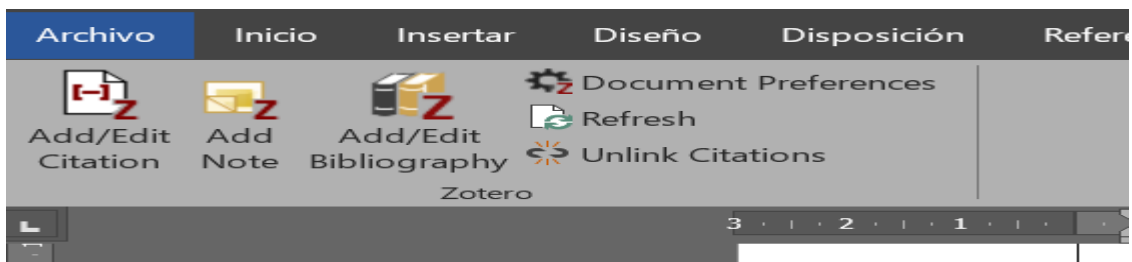 Archivo Inicio Insertar Diseño Disposición Refere
Add/Edit Citation
Add Note
Add/Edit Bibliography
Document Preferences
Refresh
Unlink Citations
Zotero
3 2 1